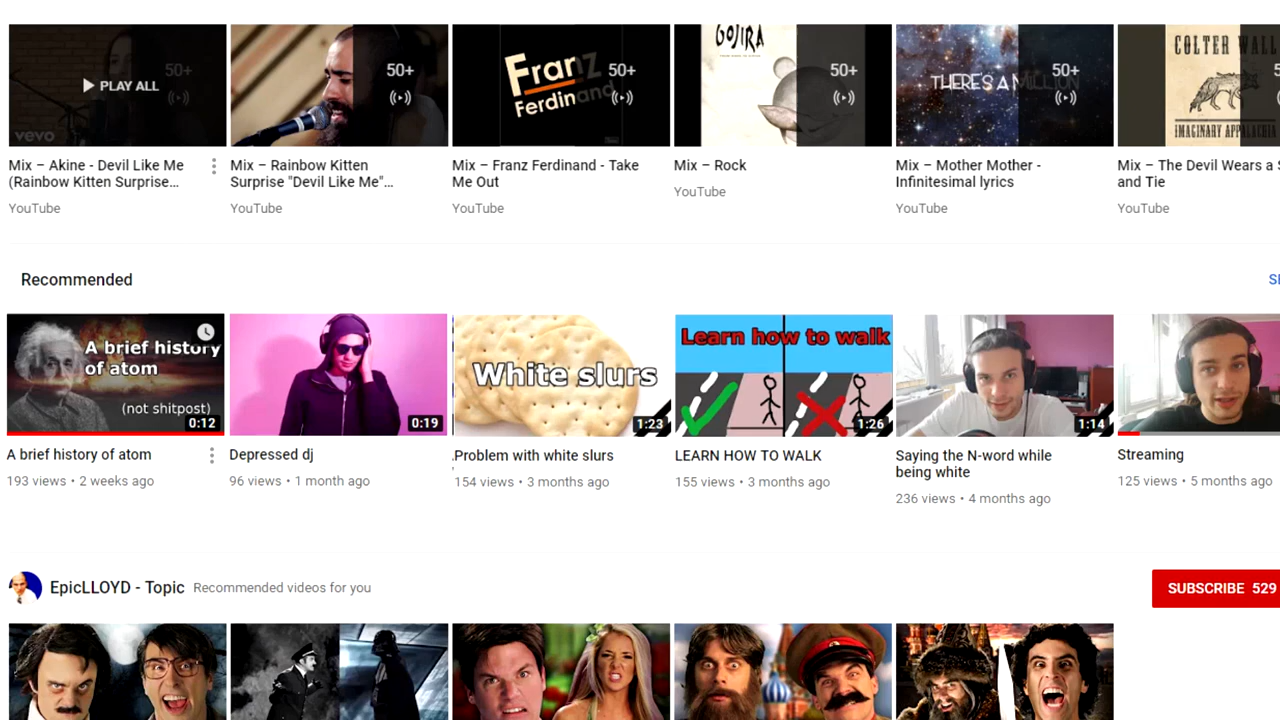 50+
PLAY ALL
vevo
50+
Franz
Ferdinand
50+
GOJIRA
50+
THERE'S A MILLION
50+
COLTER WALL
IMAGINARY APPALACHIA
Mix – Akine - Devil Like Me
(Rainbow Kitten Surprise...
YouTube
Mix – Rainbow Kitten
Surprise "Devil Like Me"...
YouTube
Mix – Franz Ferdinand - Take
Me Out
YouTube
Mix – Rock
YouTube
Mix – Mother Mother -
Infinitesimal lyrics
YouTube
Mix – The Devil Wears a S
and Tie
YouTube
Recommended
A brief history
of atom
(not shitpost)
0:12
0:19
White slurs
1:23
Learn how to walk
1:26
1:14
A brief history of atom
193 views • 2 weeks ago
Depressed dj
96 views • 1 month ago
Problem with white slurs
154 views • 3 months ago
LEARN HOW TO WALK
155 views • 3 months ago
Saying the N-word while
being white
236 views • 4 months ago
Streaming
125 views • 5 months ago
EpicLLOYD - Topic Recommended videos for you
SUBSCRIBE 529